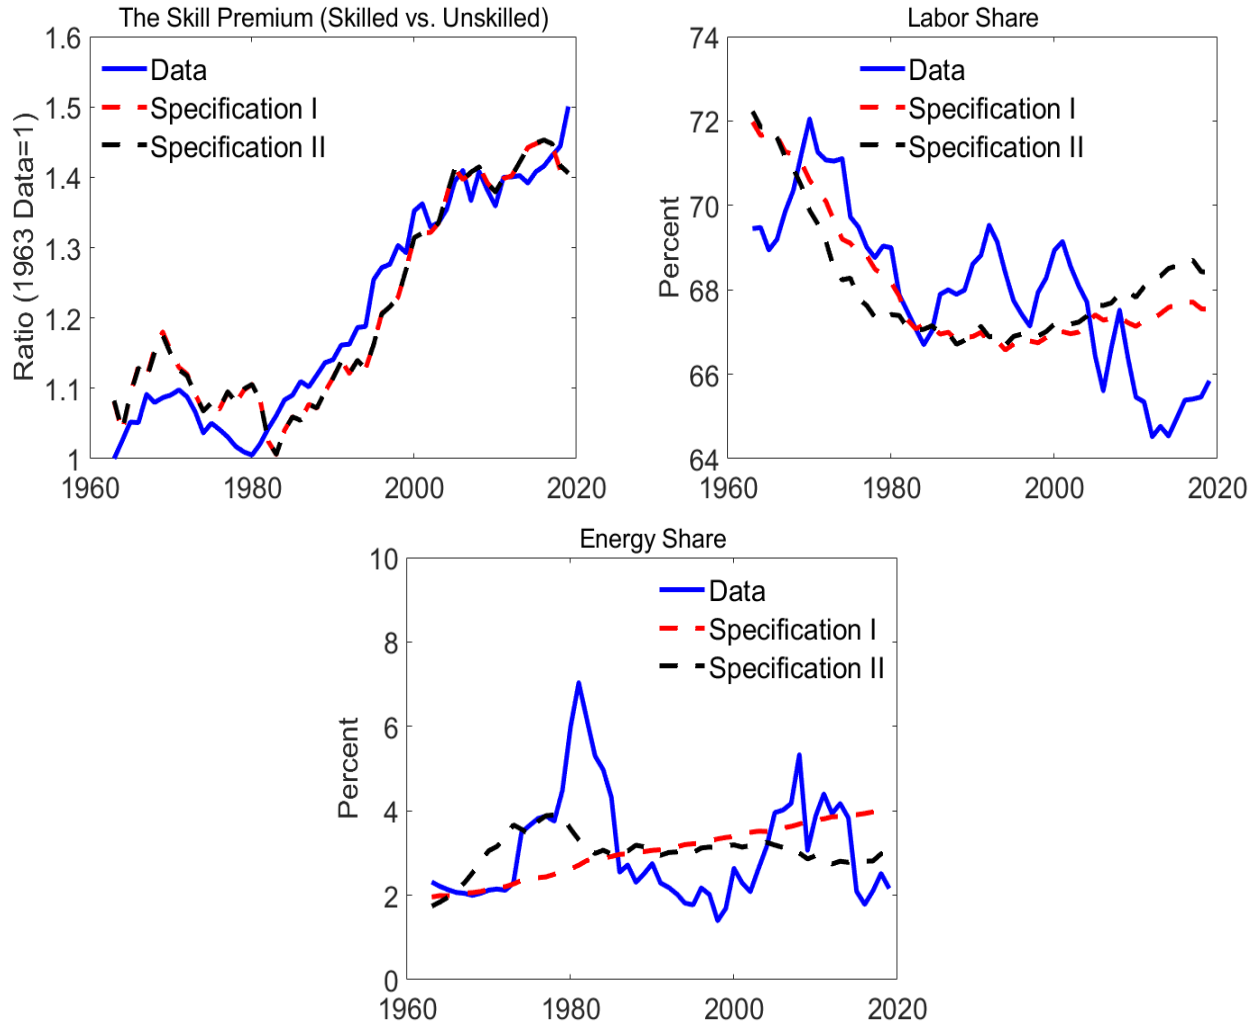 The Skill Premium (Skilled vs. Unskilled)
Ratio (1963 Data=1)
1.6
1.5
1.4
1.3
1.2
1.1
1
1960
1980
2000
2020
Data
Specification I
Specification II
Labor Share
Percent
74
72
70
68
66
64
1960
1980
2000
2020
Data
Specification I
Specification II
Energy Share
Percent
10
8
6
4
2
0
1960
1980
2000
2020
Data
Specification I
Specification II